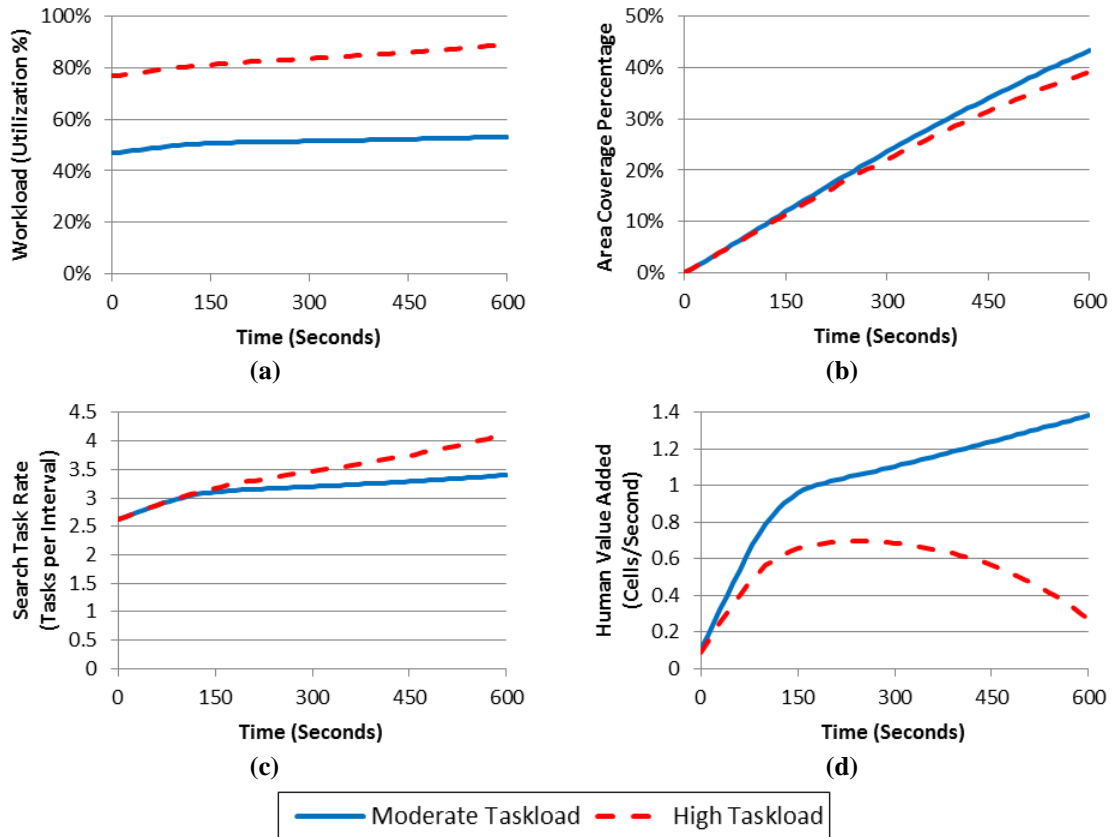 100%
80%
60%
40%
20%
0%
Workload (Utilization %)
0 150 300 450 600
Time (Seconds)
(a)
50%
40%
30%
20%
10%
0%
Area Coverage Percentage
0 150 300 450 600
Time (Seconds)
(b)
4.5
4
3.5
3
2.5
2
1.5
1
0.5
0
Search Task Rate
(Tasks per Interval)
0 150 300 450 600
Time (Seconds)
(c)
1.4
1.2
1
0.8
0.6
0.4
0.2
0
Human Value Added
(Cells/Second)
0 150 300 450 600
Time (Seconds)
(d)
Moderate Taskload High Taskload